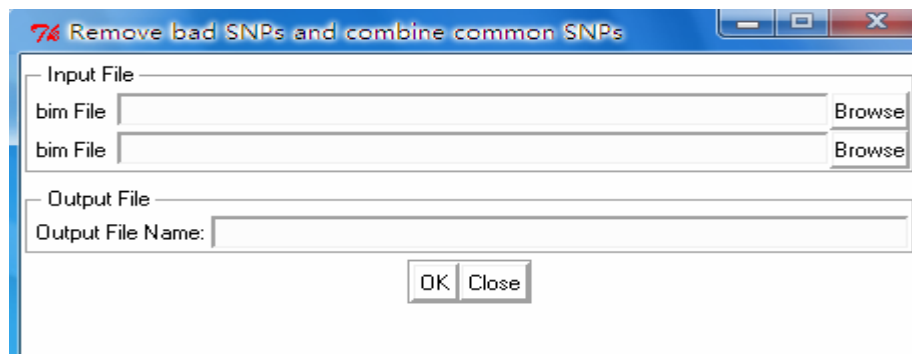 Remove bad SNPs and combine common SNPs
Input File
bim File Browse
bim File Browse
Output File
Output File Name:
OK Close